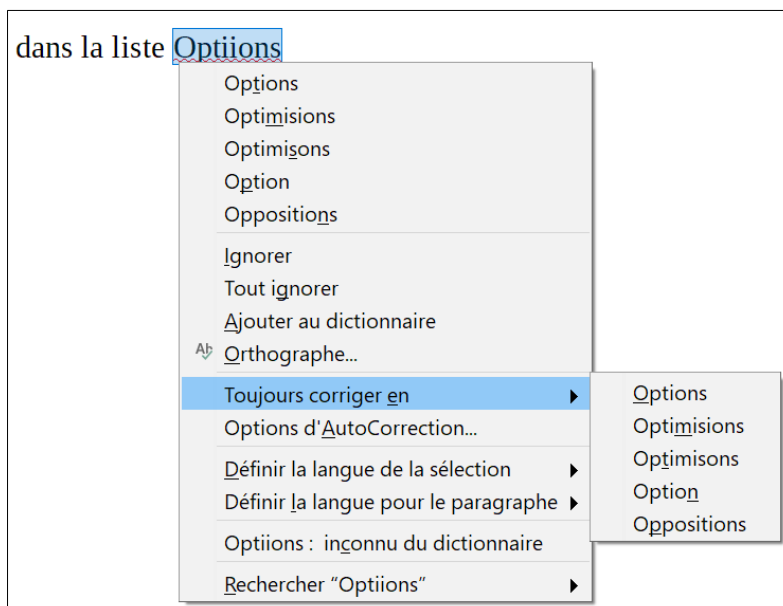 dans la liste Optiions
Options
Optimisions
Optimisons
Option
Oppositions
Ignorer
Tout ignorer
Ajouter au dictionnaire
Orthographe...
Toujours corriger en
Options d'AutoCorrection...
Définir la langue de la sélection
Définir la langue pour le paragraphe
Optiions : inconnu du dictionnaire
Rechercher “Optiions”
Options
Optimisions
Optimisons
Option
Oppositions